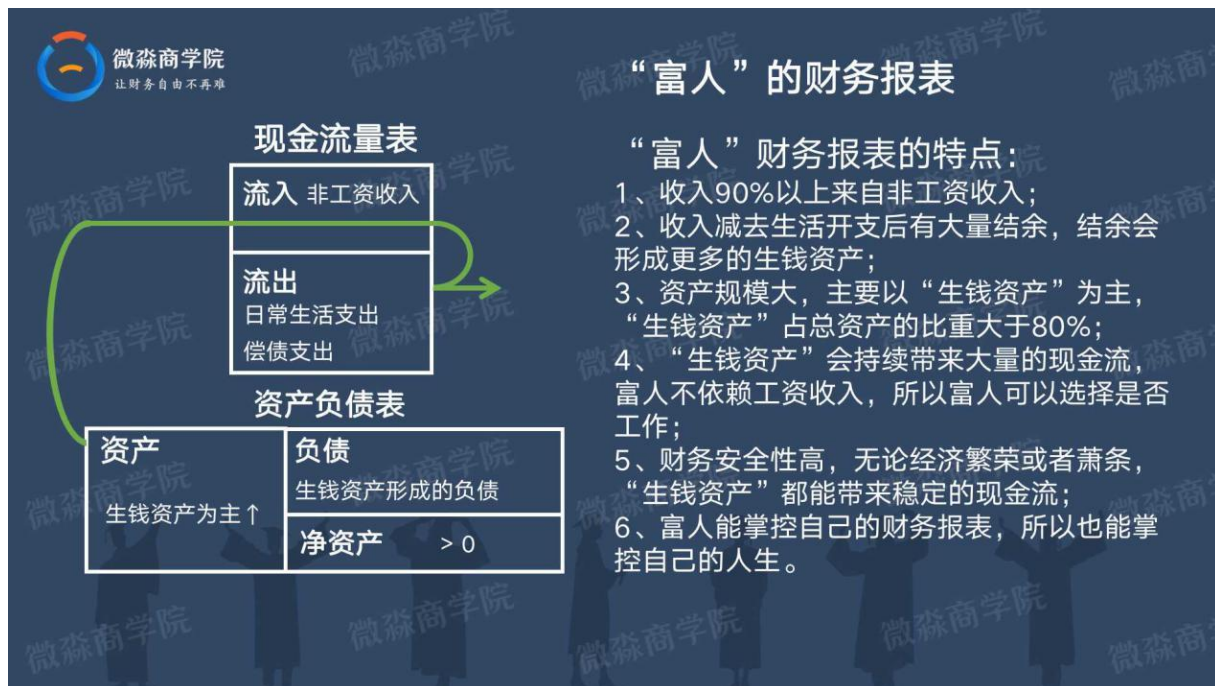 微淼商学院
让财务自由不再难
“富人”的财务报表
现金流量表
流入 非工资收入
流出
日常生活支出
偿债支出
资产负债表
资产
生钱资产为主↑
负债
生钱资产形成的负债
净资产 >0
“富人”财务报表的特点：
1、收入90%以上来自非工资收入；
2、收入减去生活开支后有大量结余，结余会
形成更多的生钱资产；
3、资产规模大，主要以“生钱资产”为主，
“生钱资产”占总资产的比重大于80%；
4、“生钱资产”会持续带来大量的现金流，
富人不依赖工资收入，所以富人可以选择是否
工作；
5、财务安全性高，无论经济繁荣或者萧条，
“生钱资产”都能带来稳定的现金流；
6、富人能掌控自己的财务报表，所以也能掌
控自己的人生。